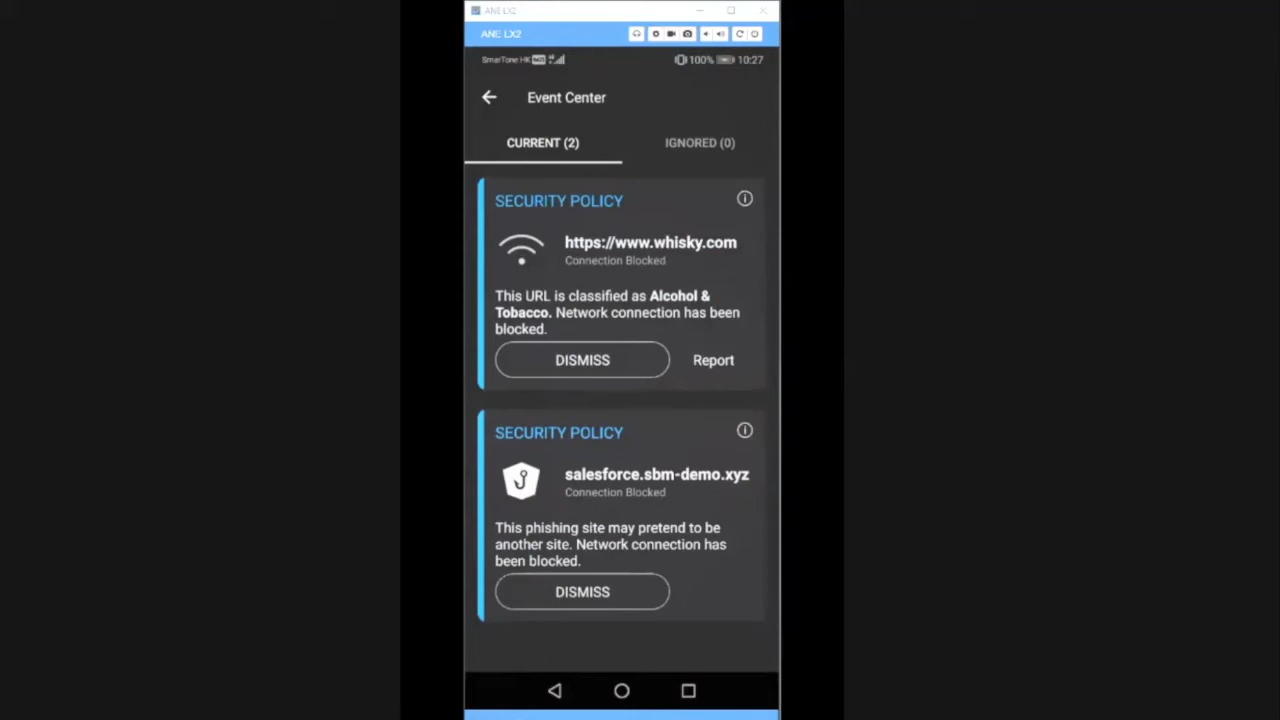 ANE LX2
ANE LX2
SmarTone HK
100% 10:27
Event Center
CURRENT (2)
IGNORED (0)
SECURITY POLICY
https://www.whisky.com
Connection Blocked
This URL is classified as Alcohol &
Tobacco. Network connection has been
blocked.
DISMISS
Report
SECURITY POLICY
salesforce.sbm-demo.xyz
Connection Blocked
This phishing site may pretend to be
another site. Network connection has
been blocked.
DISMISS